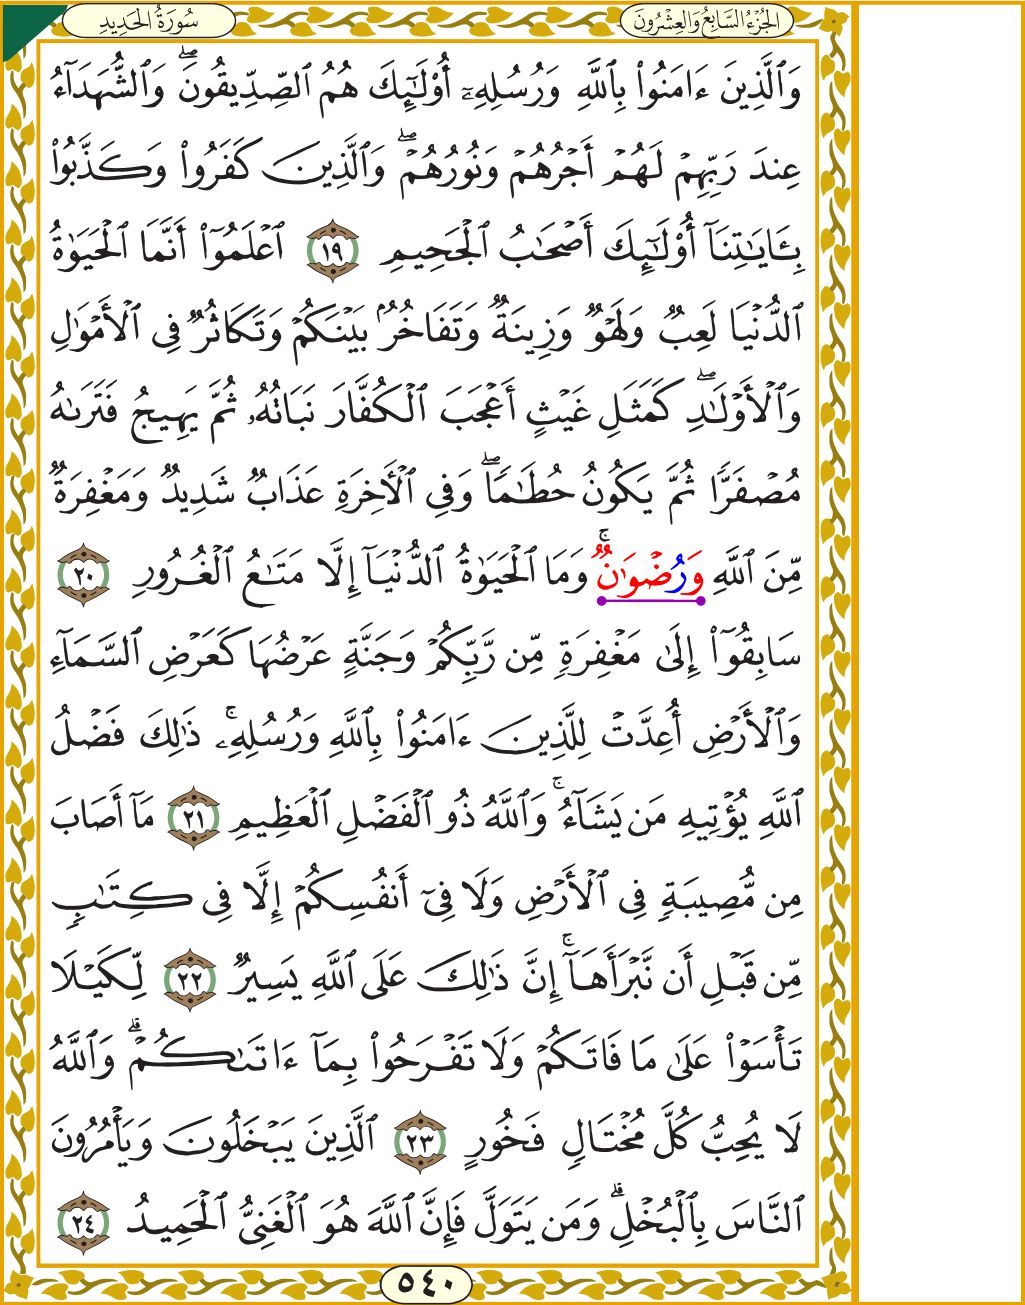 الجُزْءُ السَّابِعُ وَالعِشْرُونَ
سُورَةُ الحَدِيدِ
وَٱلَّذِينَ ءَامَنُوا۟ بِٱللَّهِ وَرُسُلِهِۦٓ أُو۟لَـٰٓئِكَ هُمُ ٱلصِّدِّيقُونَ ۖ وَٱلشُّهَدَآءُ
عِندَ رَبِّهِمْ لَهُمْ أَجْرُهُمْ وَنُورُهُمْ ۖ وَٱلَّذِينَ كَفَرُوا۟ وَكَذَّبُوا۟
بِـَٔايَـٰتِنَآ أُو۟لَـٰٓئِكَ أَصْحَـٰبُ ٱلْجَحِيمِ ١٩ ٱعْلَمُوٓا۟ أَنَّمَا ٱلْحَيَوٰةُ
ٱلدُّنْيَا لَعِبٌ وَلَهْوٌ وَزِينَةٌ وَتَفَاخُرٌۢ بَيْنَكُمْ وَتَكَاثُرٌ فِى ٱلْأَمْوَٰلِ
وَٱلْأَوْلَـٰدِ ۖ كَمَثَلِ غَيْثٍ أَعْجَبَ ٱلْكُفَّارَ نَبَاتُهُۥ ثُمَّ يَهِيجُ فَتَرَىٰهُ
مُصْفَرًّا ثُمَّ يَكُونُ حُطَـٰمًا ۖ وَفِى ٱلْـَٔاخِرَةِ عَذَابٌ شَدِيدٌ وَمَغْفِرَةٌ
مِّنَ ٱللَّهِ وَرُضْوَٰنٌ ۚ وَمَا ٱلْحَيَوٰةُ ٱلدُّنْيَآ إِلَّا مَتَـٰعُ ٱلْغُرُورِ ٢٠
سَابِقُوٓا۟ إِلَىٰ مَغْفِرَةٍ مِّن رَّبِّكُمْ وَجَنَّةٍ عَرْضُهَا كَعَرْضِ ٱلسَّمَآءِ
وَٱلْأَرْضِ أُعِدَّتْ لِلَّذِينَ ءَامَنُوا۟ بِٱللَّهِ وَرُسُلِهِۦ ۚ ذَٰلِكَ فَضْلُ
ٱللَّهِ يُؤْتِيهِ مَن يَشَآءُ ۚ وَٱللَّهُ ذُو ٱلْفَضْلِ ٱلْعَظِيمِ ٢١ مَآ أَصَابَ
مِن مُّصِيبَةٍ فِى ٱلْأَرْضِ وَلَا فِىٓ أَنفُسِكُمْ إِلَّا فِى كِتَـٰبٍ
مِّن قَبْلِ أَن نَّبْرَأَهَآ ۚ إِنَّ ذَٰلِكَ عَلَى ٱللَّهِ يَسِيرٌ ٢٢ لِّكَيْلَا
تَأْسَوْا۟ عَلَىٰ مَا فَاتَكُمْ وَلَا تَفْرَحُوا۟ بِمَآ ءَاتَىٰكُمْ ۗ وَٱللَّهُ
لَا يُحِبُّ كُلَّ مُخْتَالٍ فَخُورٍ ٢٣ ٱلَّذِينَ يَبْخَلُونَ وَيَأْمُرُونَ
ٱلنَّاسَ بِٱلْبُخْلِ ۗ وَمَن يَتَوَلَّ فَإِنَّ ٱللَّهَ هُوَ ٱلْغَنِىُّ ٱلْحَمِيدُ ٢٤
٥٤٠